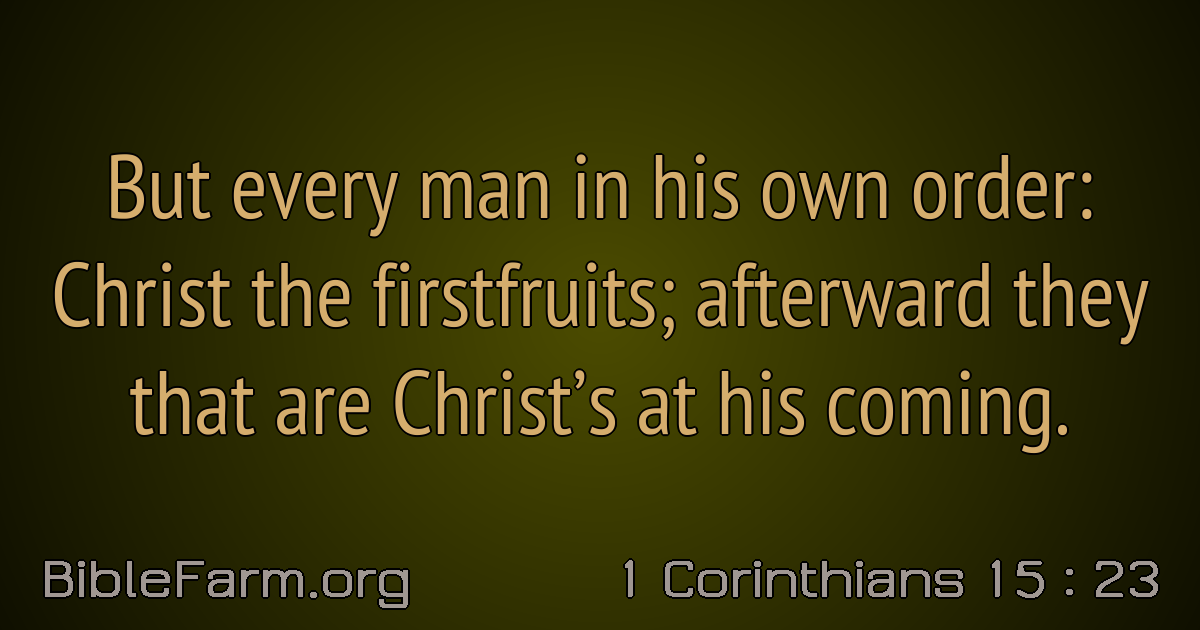 But every man in his own order:
Christ the firstfruits; afterward they
that are Christ’s at his coming.
BibleFarm.org
1 Corinthians 15 : 23